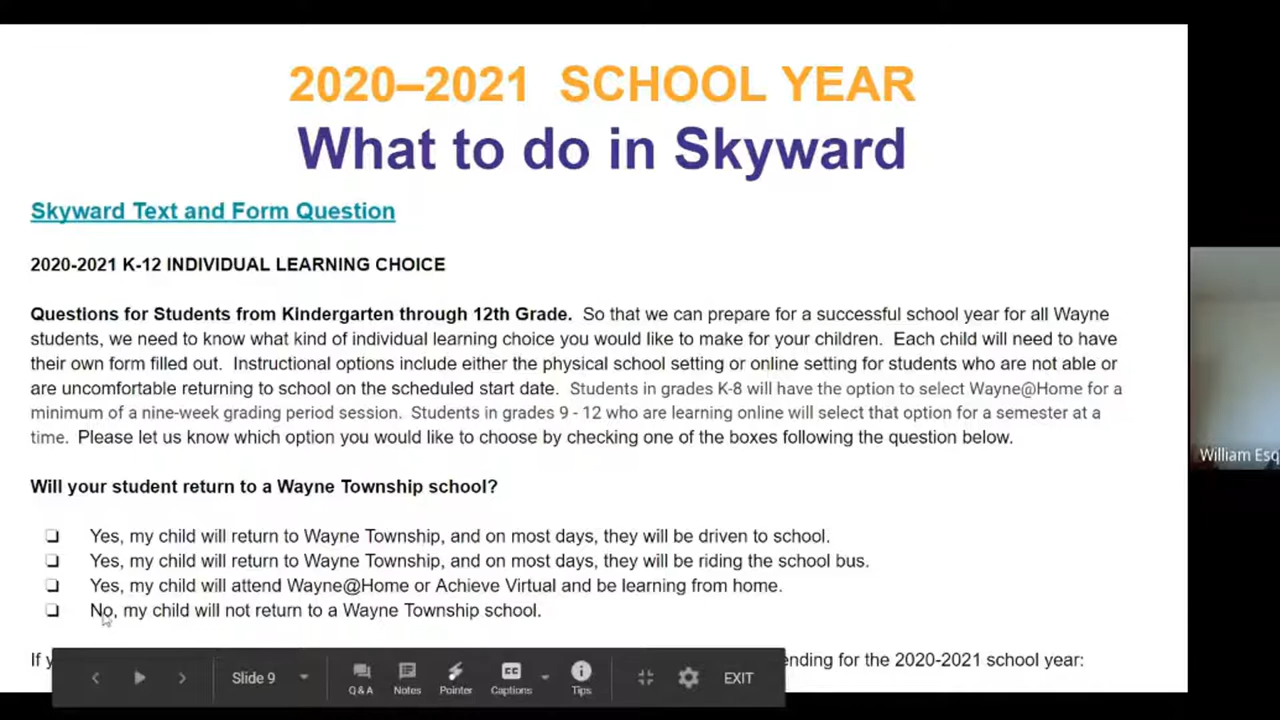 2020–2021 SCHOOL YEAR
What to do in Skyward
Skyward Text and Form Question
2020-2021 K-12 INDIVIDUAL LEARNING CHOICE
Questions for Students from Kindergarten through 12th Grade. So that we can prepare for a successful school year for all Wayne
students, we need to know what kind of individual learning choice you would like to make for your children. Each child will need to have
their own form filled out. Instructional options include either the physical school setting or online setting for students who are not able or
are uncomfortable returning to school on the scheduled start date. Students in grades K-8 will have the option to select Wayne@Home for a
minimum of a nine-week grading period session. Students in grades 9 - 12 who are learning online will select that option for a semester at a
time. Please let us know which option you would like to choose by checking one of the boxes following the question below.
William Esq
Will your student return to a Wayne Township school?
Yes, my child will return to Wayne Township, and on most days, they will be driven to school.
Yes, my child will return to Wayne Township, and on most days, they will be riding the school bus.
Yes, my child will attend Wayne@Home or Achieve Virtual and be learning from home.
No, my child will not return to a Wayne Township school.
If ending for the 2020-2021 school year:
Slide 9 Q&A Notes Pointer CC Captions Tips EXIT